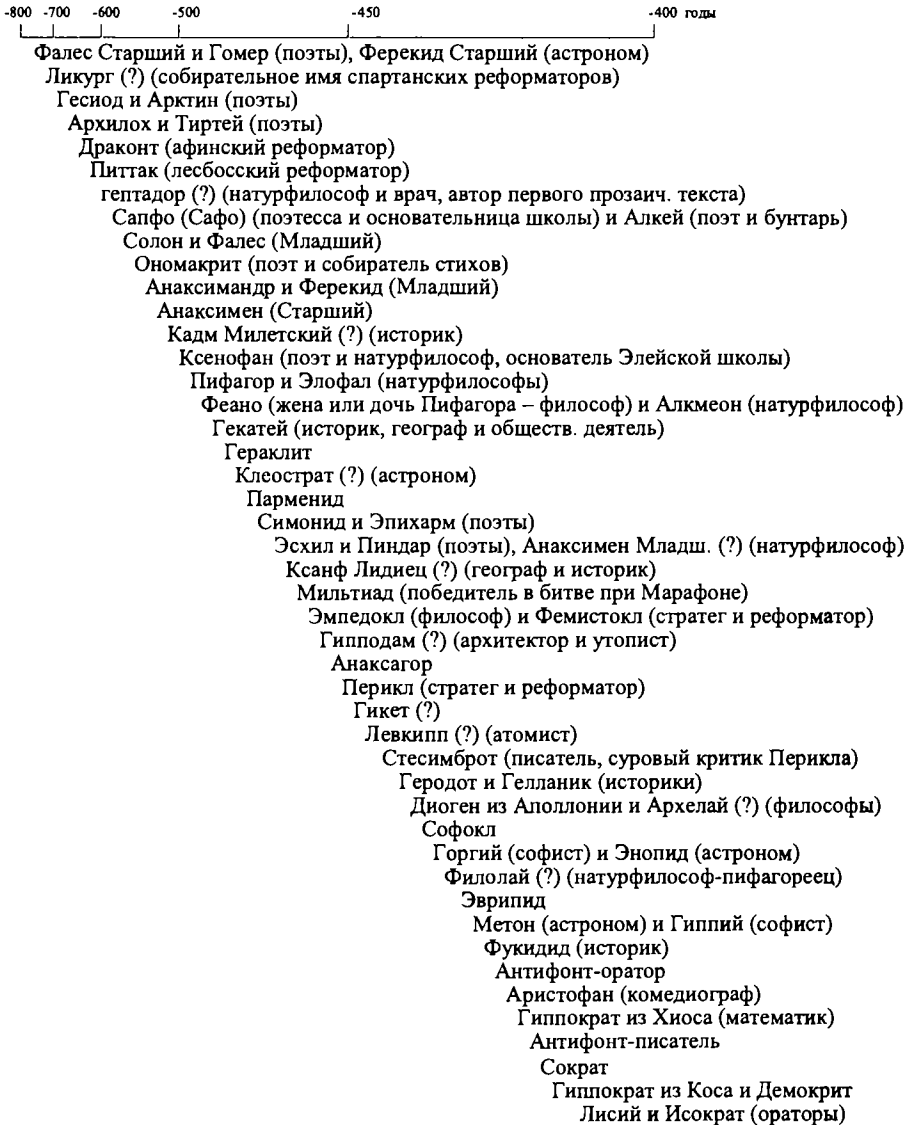 -800 -700 -600 -500 -450 -400 годы
Фалес Старший и Гомер (поэты), Ферекид Старший (астроном)
Ликург (?) (собирательное имя спартанских реформаторов)
Гесиод и Арктин (поэты)
Архилох и Тиртей (поэты)
Драконт (афинский реформатор)
Питтак (лесбосский реформатор)
гептадор (?) (натурфилософ и врач, автор первого прозаич. текста)
Сапфо (Сафо) (поэтесса и основательница школы) и Алкей (поэт и бунтарь)
Солон и Фалес (Младший)
Ономакрит (поэт и собиратель стихов)
Анаксимандр и Ферекид (Младший)
Анаксимен (Старший)
Кадм Милетский (?) (историк)
Ксенофан (поэт и натурфилософ, основатель Элейской школы)
Пифагор и Элофал (натурфилософы)
Феано (жена или дочь Пифагора – философ) и Алкмеон (натурфилософ)
Гекатей (историк, географ и обществ. деятель)
Гераклит
Клеострат (?) (астроном)
Парменид
Симонид и Эпихарм (поэты)
Эсхил и Пиндар (поэты), Анаксимен Младш. (?) (натурфилософ)
Ксанф Лидиец (?) (географ и историк)
Мильтиад (победитель в битве при Марафоне)
Эмпедокл (философ) и Фемистокл (стратег и реформатор)
Гипподам (?) (архитектор и утопист)
Анаксагор
Перикл (стратег и реформатор)
Гикет (?)
Левкипп (?) (атомист)
Стесимброт (писатель, суровый критик Перикла)
Геродот и Гелланик (историки)
Диоген из Аполлонии и Архелай (?) (философы)
Софокл
Горгий (софист) и Энопид (астроном)
Филолай (?) (натурфилософ-пифагореец)
Эврипид
Метон (астроном) и Гиппий (софист)
Фукидид (историк)
Антифонт-оратор
Аристофан (комедиограф)
Гиппократ из Хиоса (математик)
Антифонт-писатель
Сократ
Гиппократ из Коса и Демокрит
Лисий и Исократ (ораторы)